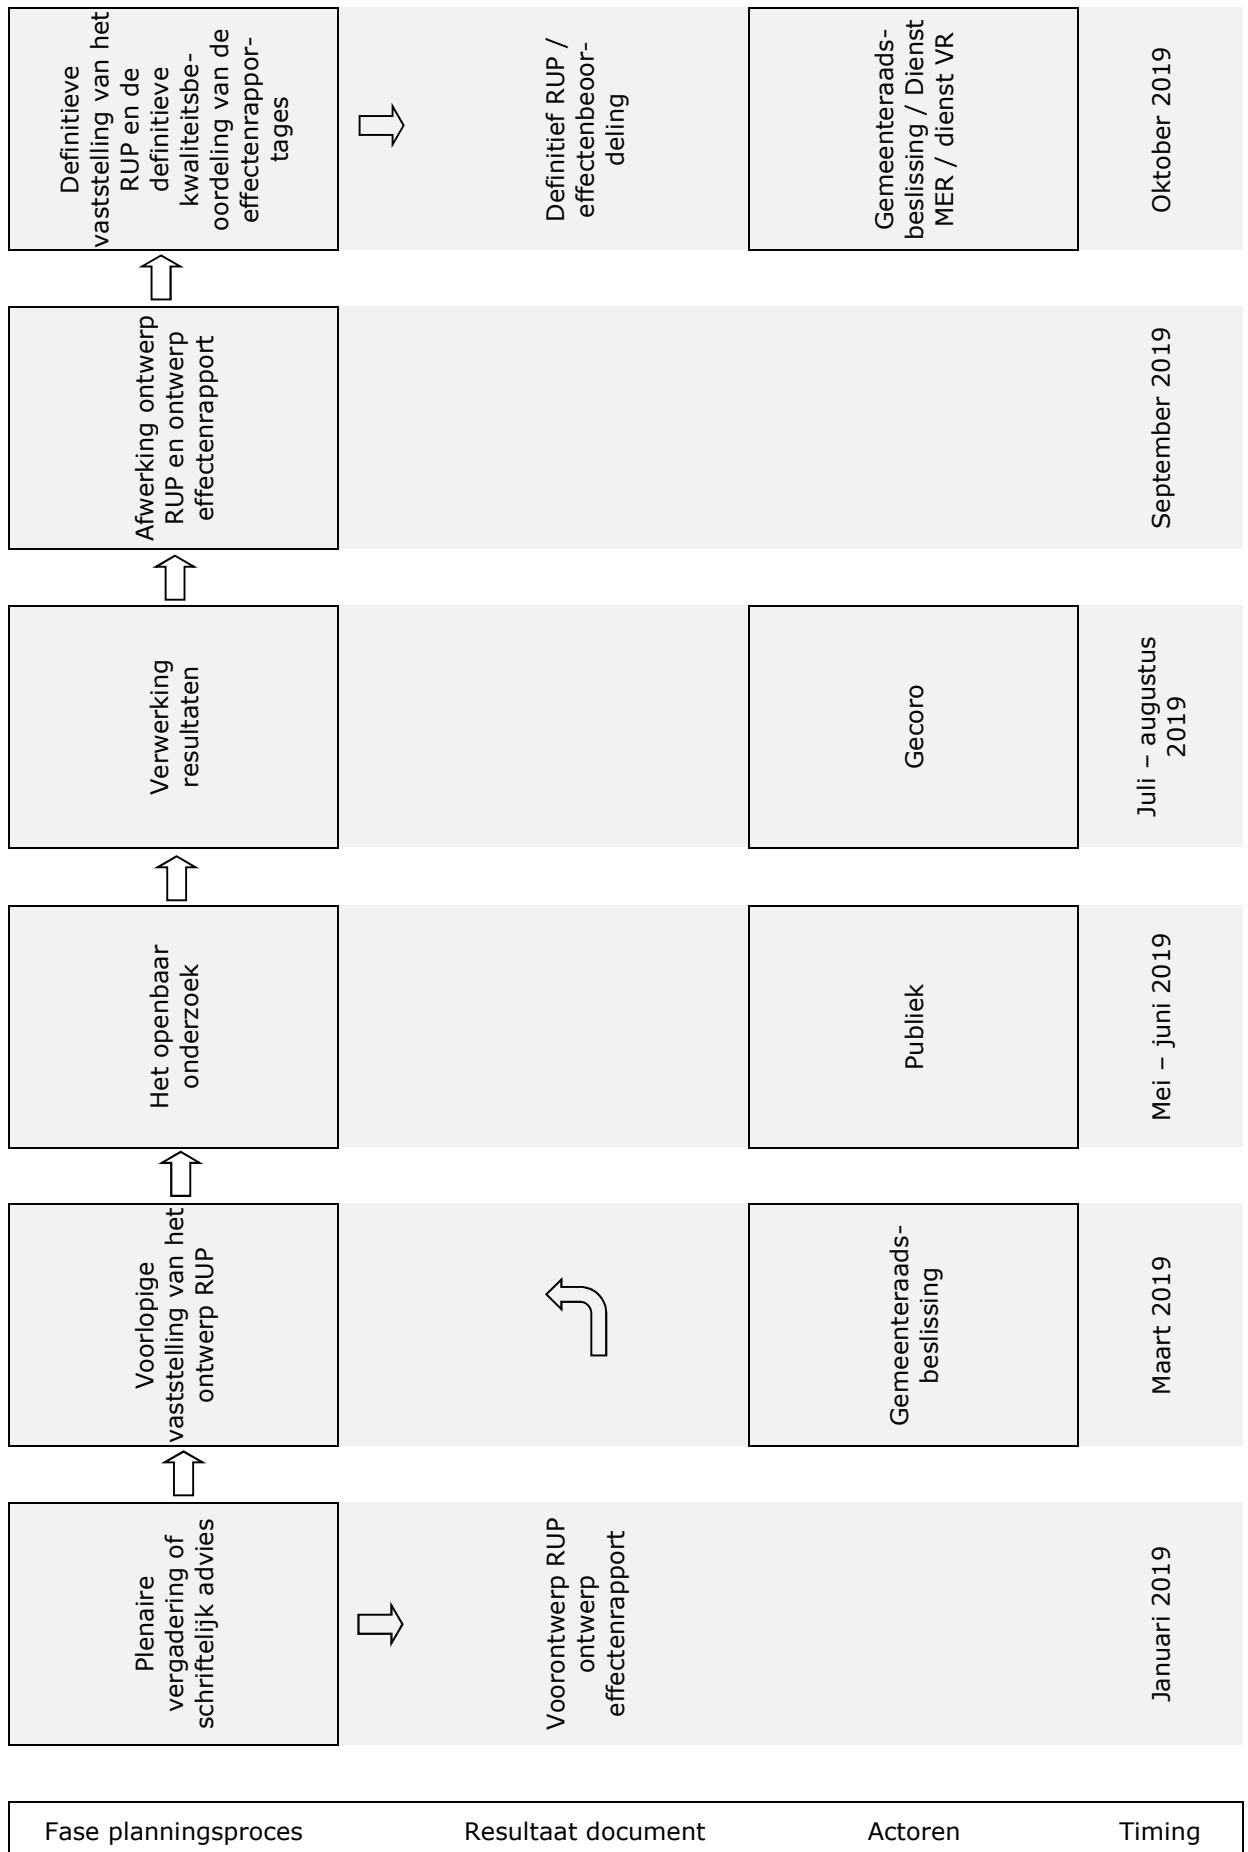 Plenaire
vergadering of
schriftelijk advies
Voorontwerp RUP
ontwerp
effectenrapport
Januari 2019
Voorlopige
vaststelling van het
ontwerp RUP
Gemeenteraads-
beslissing
Maart 2019
Het openbaar
onderzoek
Publiek
Mei – juni 2019
Verwerking
resultaten
Gecoro
Juli – augustus
2019
Afwerking ontwerp
RUP en ontwerp
effectenrapport
September 2019
Definitieve
vaststelling van het
RUP en de
definitieve
kwaliteitsbe-
oordeling van de
effectenrappor-
tages
Definitief RUP /
effectenbeoor-
deling
Gemeenteraads-
beslissing / Dienst
MER / dienst VR
Oktober 2019
Fase planningsproces Resultaat document Actoren Timing